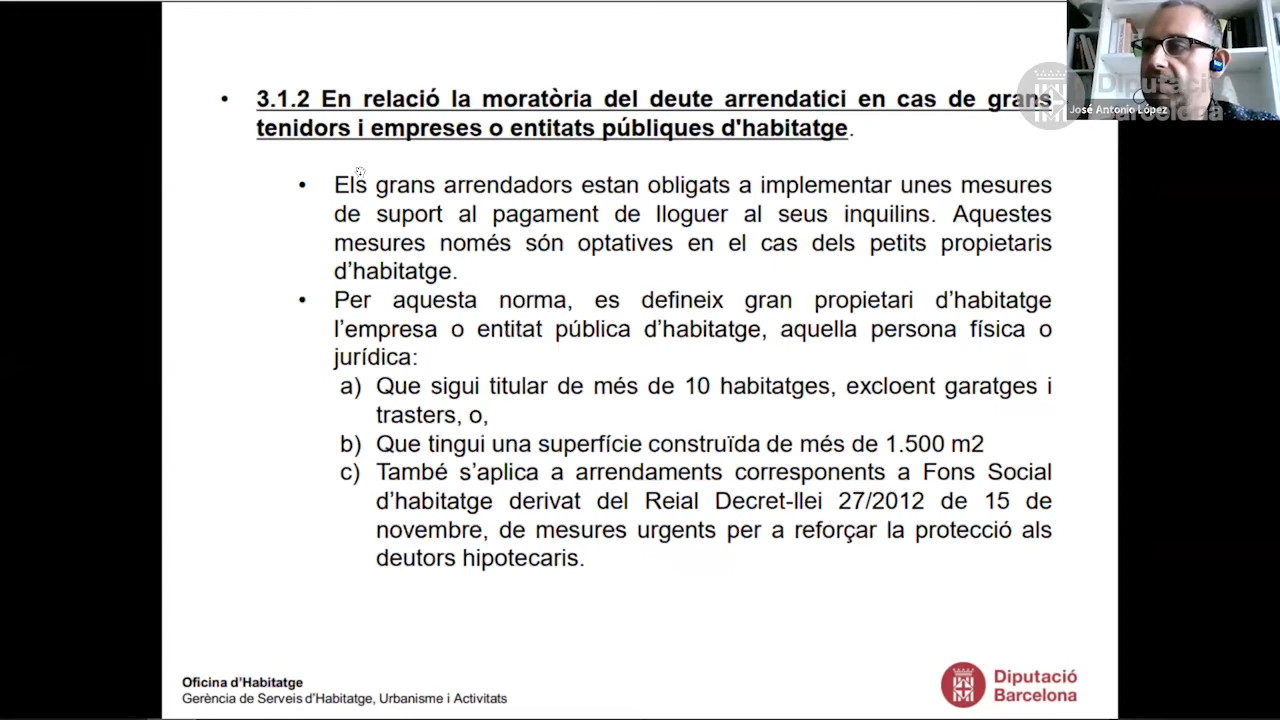 3.1.2 En relació la moratòria del deute arrendatici en cas de grans
tenidors i empreses o entitats públiques d'habitatge.
Els grans arrendadors estan obligats a implementar unes mesures
de suport al pagament de lloguer al seus inquilins. Aquestes
mesures només són optatives en el cas dels petits propietaris
d’habitatge.
Per aquesta norma, es defineix gran propietari d’habitatge
l’empresa o entitat pública d’habitatge, aquella persona física o
jurídica:
a) Que sigui titular de més de 10 habitatges, excloent garatges i
trasters, o,
b) Que tingui una superfície construïda de més de 1.500 m2
c) També s’aplica a arrendaments corresponents a Fons Social
d’habitatge derivat del Reial Decret-llei 27/2012 de 15 de
novembre, de mesures urgents per a reforçar la protecció als
deutors hipotecaris.
Diputació
Barcelona
José Antonio López
Oficina d’Habitatge
Gerència de Serveis d’Habitatge, Urbanisme i Activitats
Diputació
Barcelona